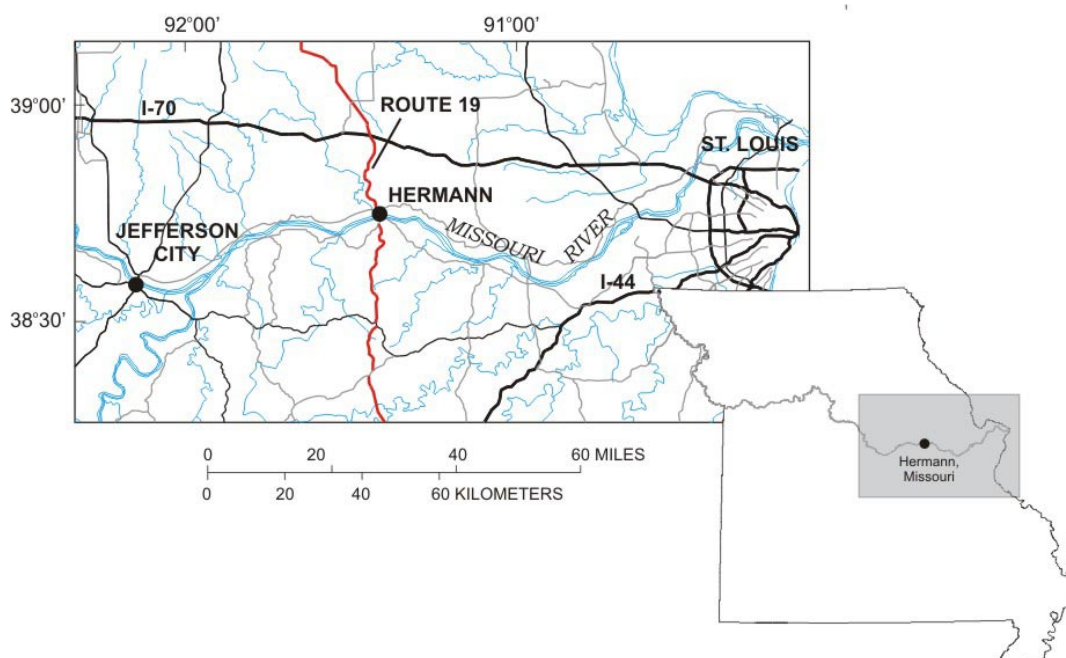 92°00'
91°00'
39°00'
I-70
ROUTE 19
ST. LOUIS
HERMANN
MISSOURI RIVER
JEFFERSON
CITY
I-44
38°30'
0 20 40 60 MILES
0 20 40 60 KILOMETERS
Hermann,
Missouri